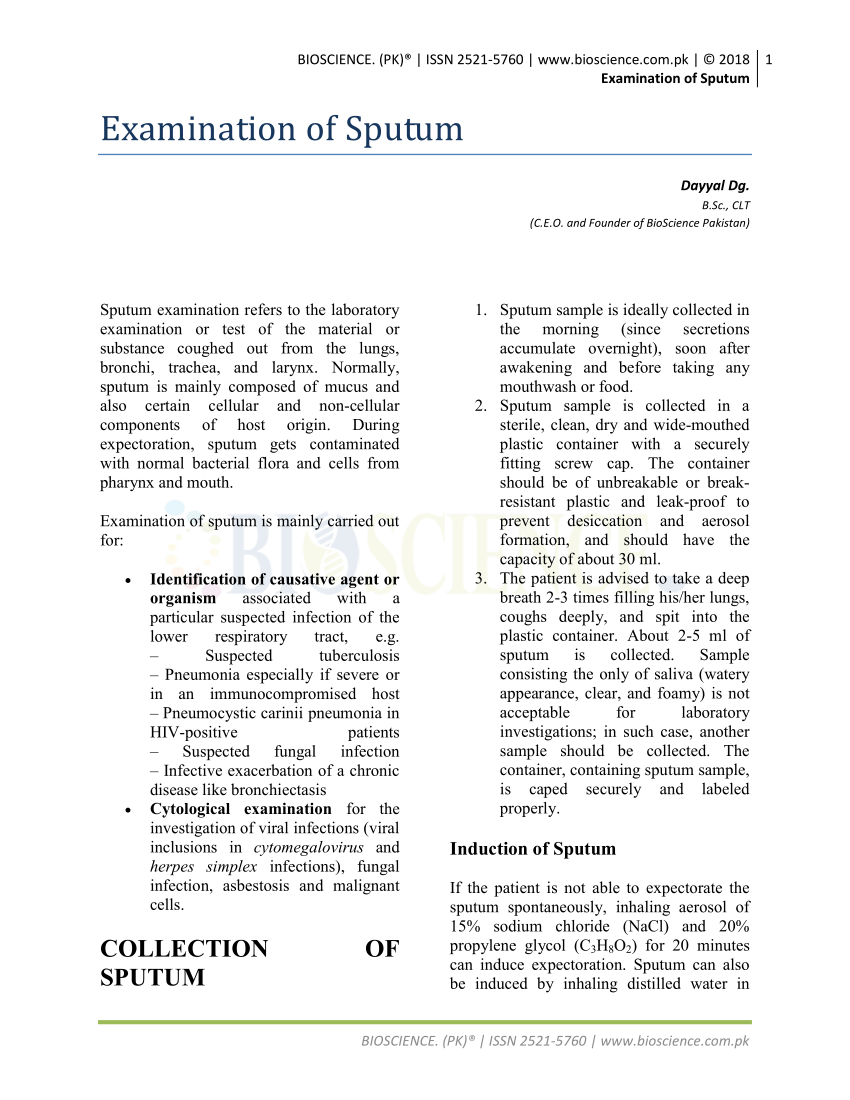 BIOSCIENCE. (PK)® | ISSN 2521-5760 | www.bioscience.com.pk | © 2018 1
Examination of Sputum
Examination of Sputum
Dayyal Dg.
B.Sc., CLT
(C.E.O. and Founder of BioScience Pakistan)
Sputum examination refers to the laboratory
examination or test of the material or
substance coughed out from the lungs,
bronchi, trachea, and larynx. Normally,
sputum is mainly composed of mucus and
also certain cellular and non-cellular
components of host origin. During
expectoration, sputum gets contaminated
with normal bacterial flora and cells from
pharynx and mouth.
Examination of sputum is mainly carried out
for:
• Identification of causative agent or
organism associated with a
particular suspected infection of the
lower respiratory tract, e.g.
– Suspected tuberculosis
– Pneumonia especially if severe or
in an immunocompromised host
– Pneumocystic carinii pneumonia in
HIV-positive patients
– Suspected fungal infection
– Infective exacerbation of a chronic
disease like bronchiectasis
• Cytological examination for the
investigation of viral infections (viral
inclusions in cytomegalovirus and
herpes simplex infections), fungal
infection, asbestosis and malignant
cells.
COLLECTION OF
SPUTUM
1. Sputum sample is ideally collected in
the morning (since secretions
accumulate overnight), soon after
awakening and before taking any
mouthwash or food.
2. Sputum sample is collected in a
sterile, clean, dry and wide-mouthed
plastic container with a securely
fitting screw cap. The container
should be of unbreakable or break-
resistant plastic and leak-proof to
prevent desiccation and aerosol
formation, and should have the
capacity of about 30 ml.
3. The patient is advised to take a deep
breath 2-3 times filling his/her lungs,
coughs deeply, and spit into the
plastic container. About 2-5 ml of
sputum is collected. Sample
consisting the only of saliva (watery
appearance, clear, and foamy) is not
acceptable for laboratory
investigations; in such case, another
sample should be collected. The
container, containing sputum sample,
is caped securely and labeled
properly.
Induction of Sputum
If the patient is not able to expectorate the
sputum spontaneously, inhaling aerosol of
15% sodium chloride (NaCl) and 20%
propylene glycol (C₃H₈O₂) for 20 minutes
can induce expectoration. Sputum can also
be induced by inhaling distilled water in
BIOSCIENCE
BIOSCIENCE. (PK)® | ISSN 2521-5760 | www.bioscience.com.pk